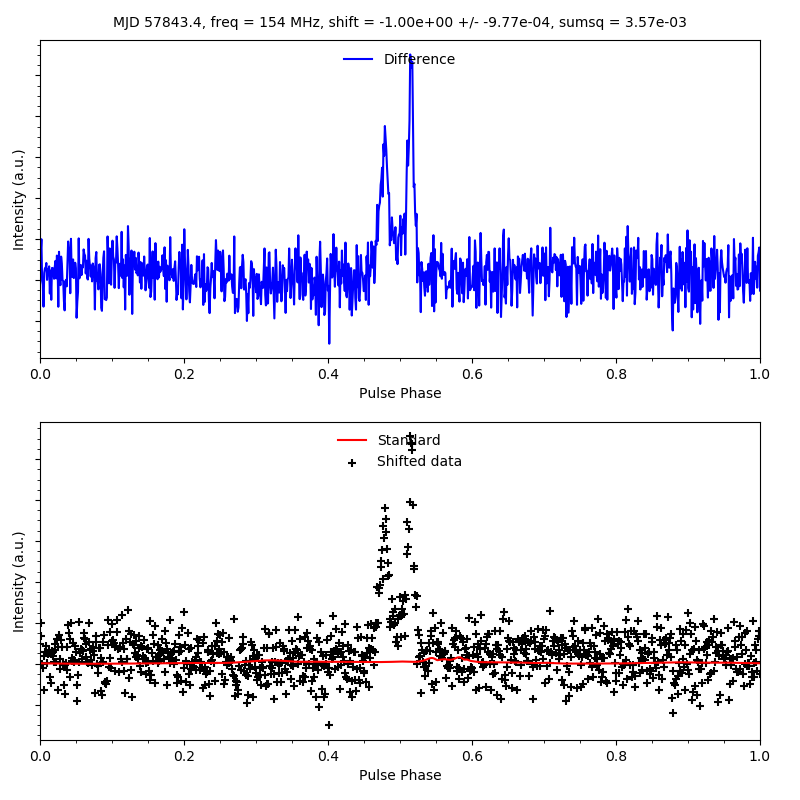 MJD 57843.4, freq = 154 MHz, shift = -1.00e+00 +/- -9.77e-04, sumsq = 3.57e-03
Difference
Intensity (a.u.)
0.0 0.2 0.4 0.6 0.8 1.0
Pulse Phase
Standard
Shifted data
Intensity (a.u.)
0.0 0.2 0.4 0.6 0.8 1.0
Pulse Phase